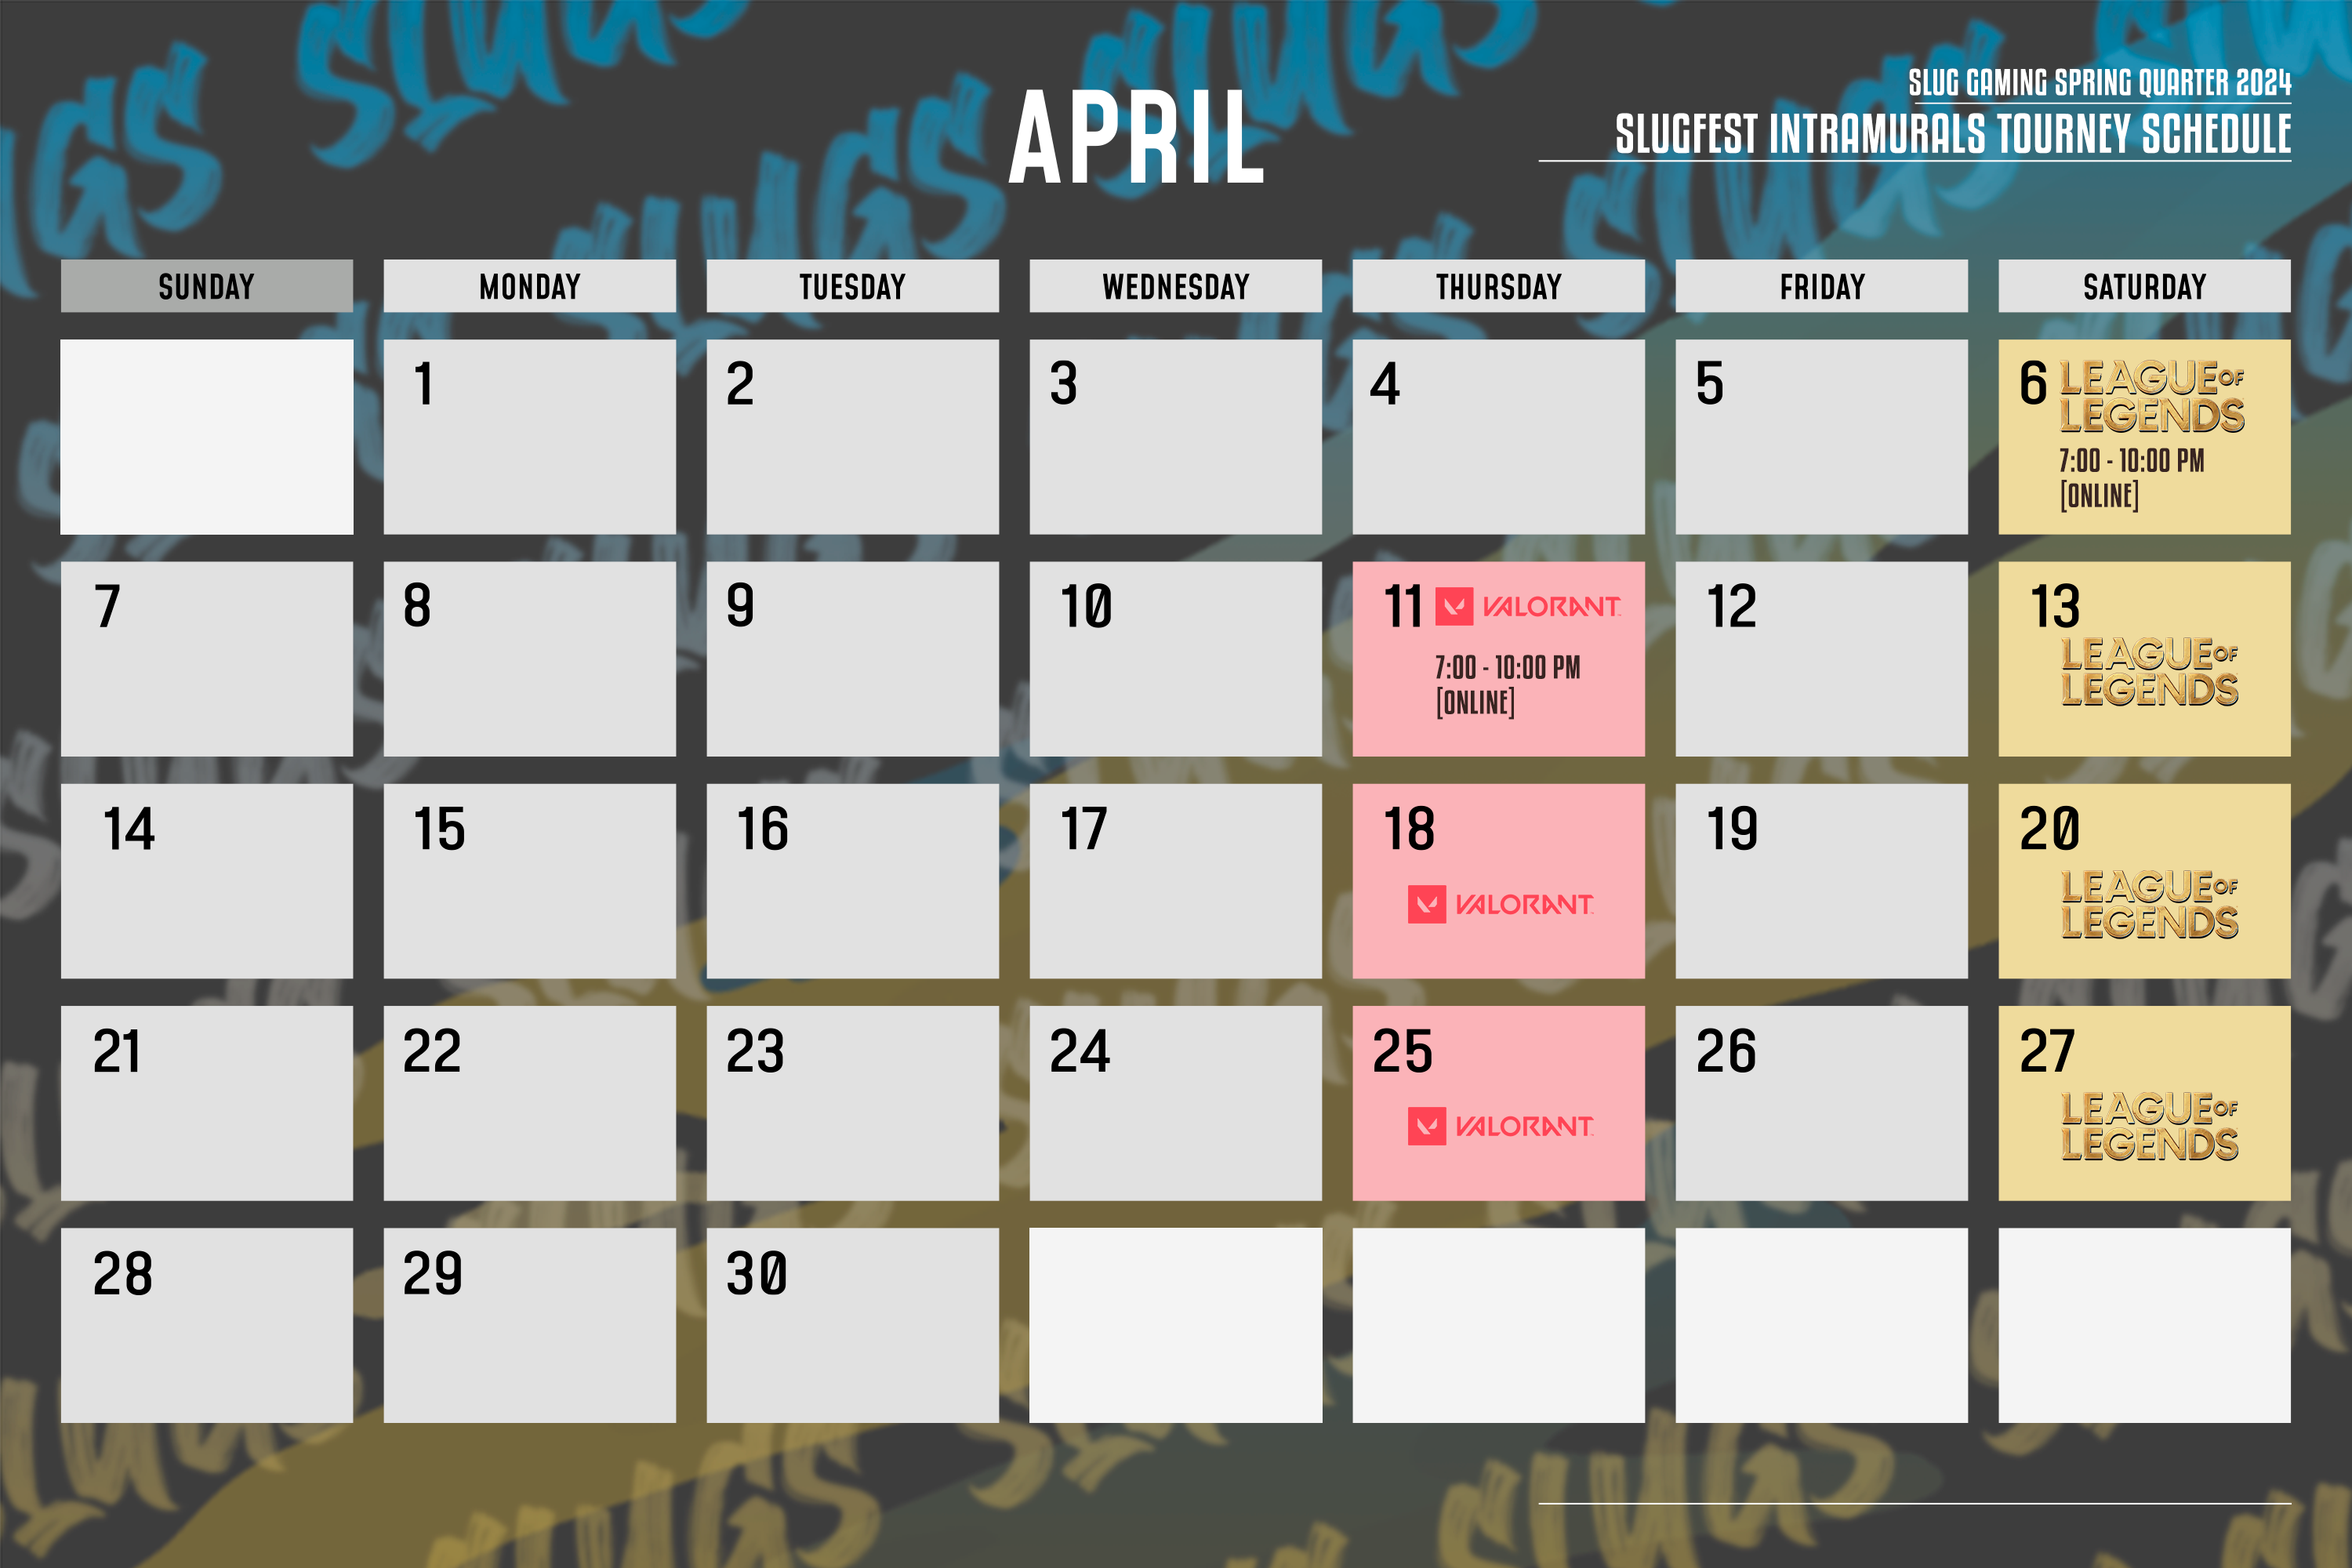 APRIL
SLUG GAMING SPRING QUARTER 2024
SLUGFEST INTRAMURALS TOURNEY SCHEDULE
SUNDAY MONDAY TUESDAY WEDNESDAY THURSDAY FRIDAY SATURDAY
1 2 3 4 5 6 LEAGUE OF
LEGENDS
7:00 - 10:00 PM
[ONLINE]
7 8 9 10 11 VALORANT 12 13
7:00 - 10:00 PM
[ONLINE]
LEAGUE OF
LEGENDS
14 15 16 17 18 19 20
VALORANT
LEAGUE OF
LEGENDS
21 22 23 24 25 26 27
VALORANT
LEAGUE OF
LEGENDS
28 29 30
SLUGS